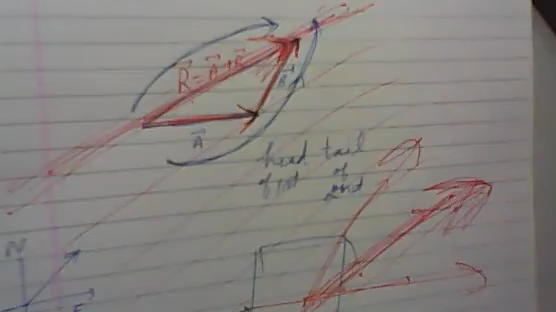 R = A + B
B
A
head tail
of 1st of
2nd
N
E